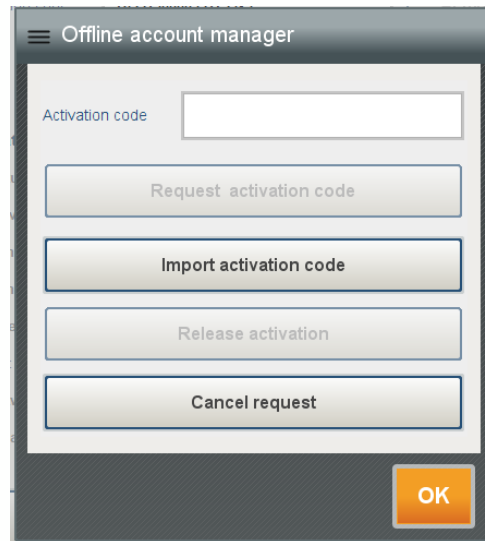 Offline account manager
Activation code
Request activation code
Import activation code
Release activation
Cancel request
OK